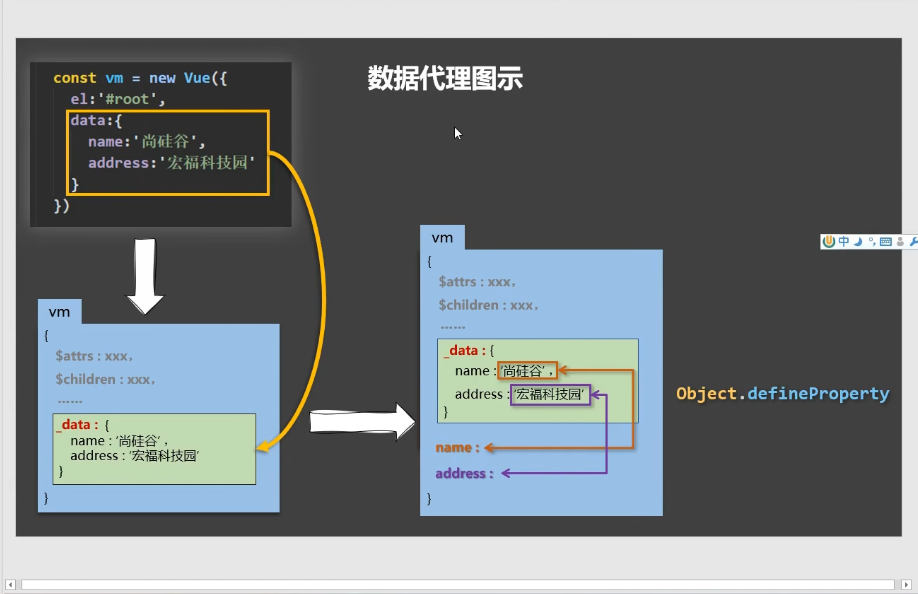 数据代理图示
const vm = new Vue({
el:'#root',
data:{
name:'尚硅谷',
address:'宏福科技园'
}
})
vm
{
$attrs : xxx,
$children : xxx,
……
_data : {
name : '尚硅谷' ,
address : '宏福科技园'
}
}
vm
{
$attrs : xxx,
$children : xxx,
……
_data : {
name : '尚硅谷' ,
address : '宏福科技园'
}
name :
address :
}
Object.defineProperty
中